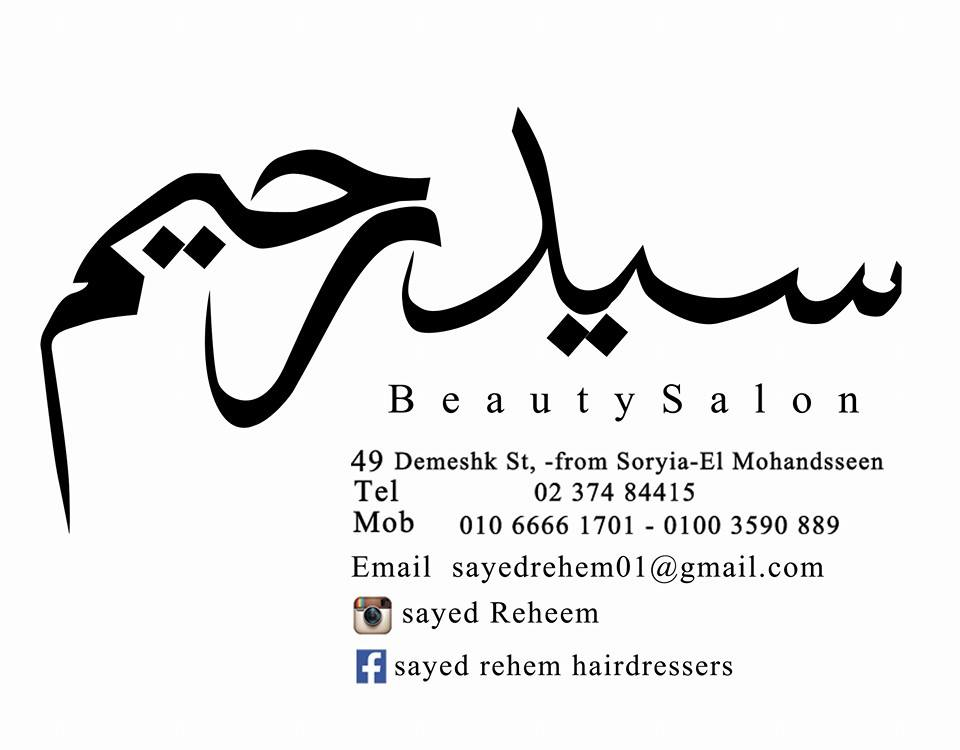 سيد رحيم
Beauty Salon
49 Demeshk St, -from Soryia-El Mohandsseen
Tel 02 374 84415
Mob 010 6666 1701 - 0100 3590 889
Email sayedrehem01@gmail.com
sayed Reheem
sayed rehem hairdressers